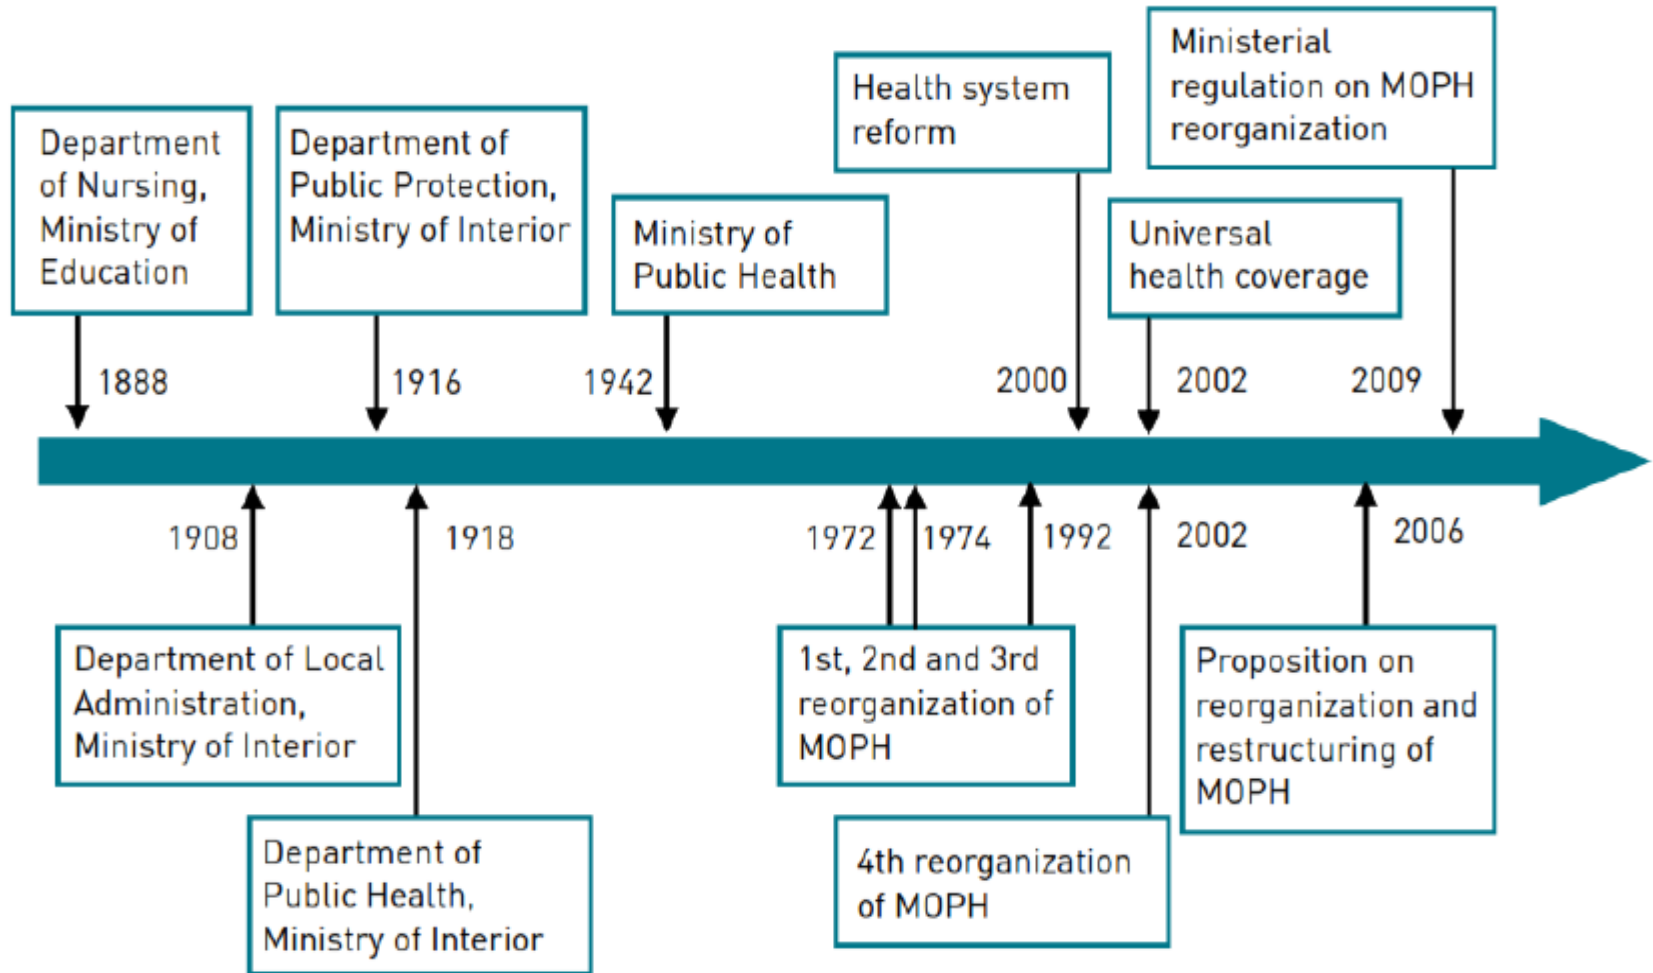 Department
of Nursing,
Ministry of
Education
Department of
Public Protection,
Ministry of Interior
Ministry of
Public Health
Health system
reform
Universal
health coverage
Ministerial
regulation on MOPH
reorganization
1888
1916
1942
2000
2002
2009
1908
1918
1972
1974
1992
2002
2006
Department of Local
Administration,
Ministry of Interior
Department of
Public Health,
Ministry of Interior
1st, 2nd and 3rd
reorganization of
MOPH
4th reorganization
of MOPH
Proposition on
reorganization and
restructuring of
MOPH